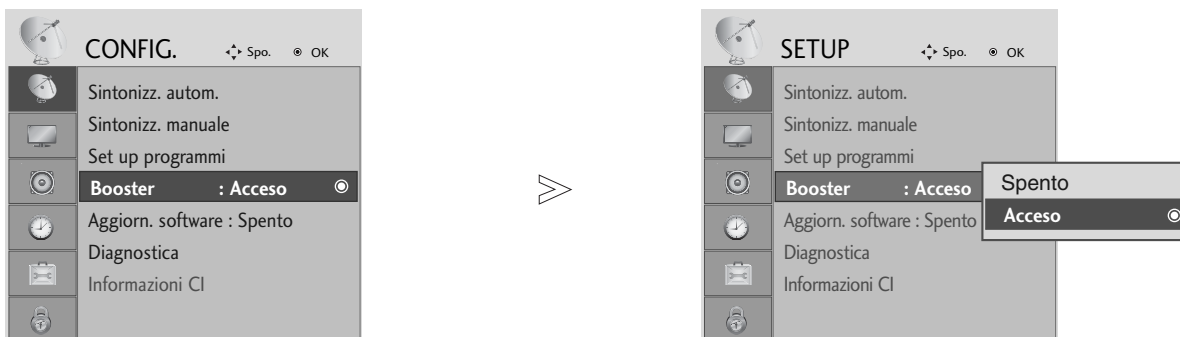 CONFIG. Spo. OK
Sintonizz. autom.
Sintonizz. manuale
Set up programmi
Booster : Acceso
Aggiorn. software : Spento
Diagnostica
Informazioni CI
SETUP Spo. OK
Sintonizz. autom.
Sintonizz. manuale
Set up programmi
Booster : Acceso
Aggiorn. software : Spento
Diagnostica
Informazioni CI
Spento
Acceso